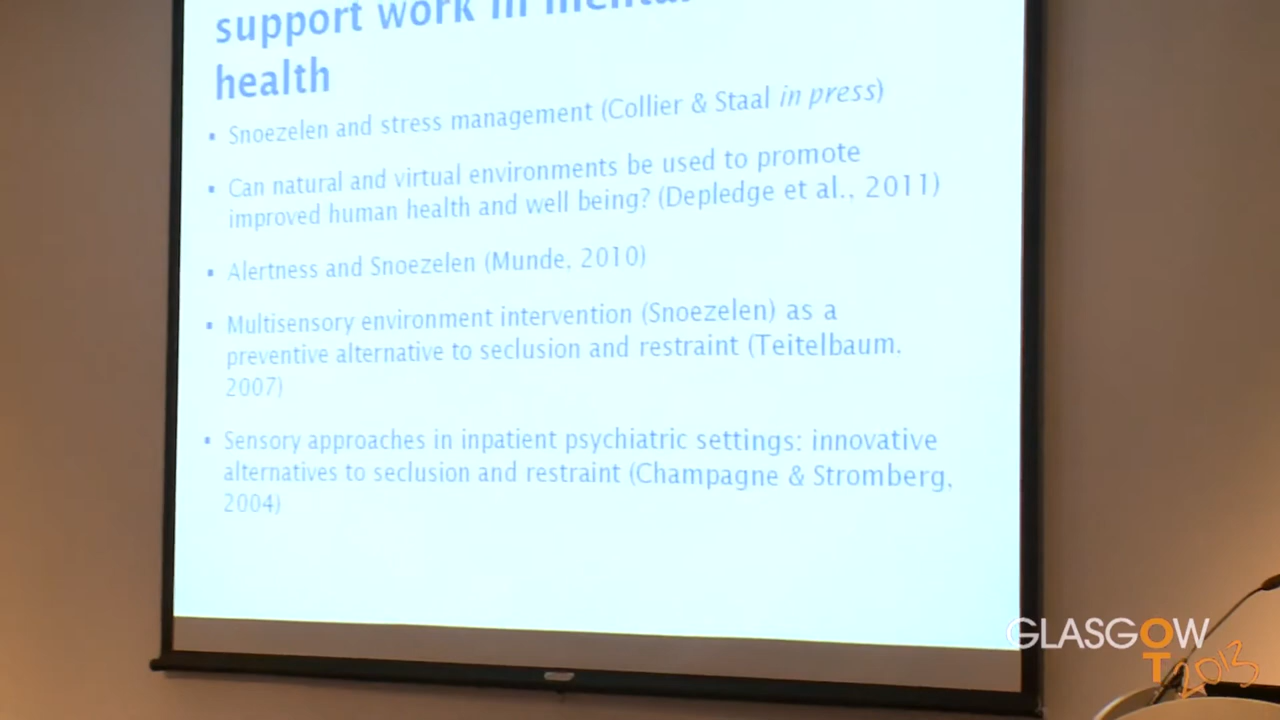 support work in mental
health
▪ Snoezelen and stress management (Collier & Staal in press)
▪ Can natural and virtual environments be used to promote
improved human health and well being? (Depledge et al., 2011)
▪ Alertness and Snoezelen (Munde, 2010)
▪ Multisensory environment intervention (Snoezelen) as a
preventive alternative to seclusion and restraint (Teitelbaum.
2007)
▪ Sensory approaches in inpatient psychiatric settings: innovative
alternatives to seclusion and restraint (Champagne & Stromberg,
2004)
GLASGOW
T 2013